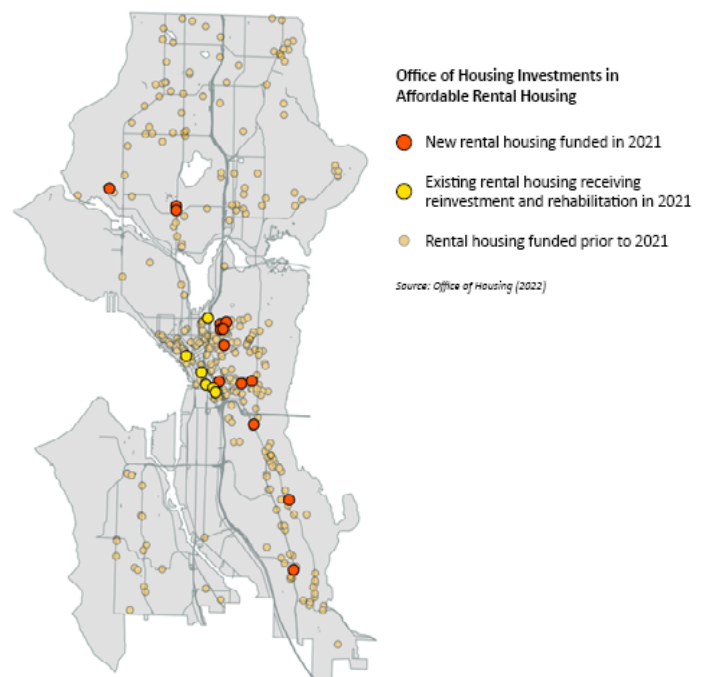 Office of Housing Investments in
Affordable Rental Housing
New rental housing funded in 2021
Existing rental housing receiving
reinvestment and rehabilitation in 2021
Rental housing funded prior to 2021
Source: Office of Housing (2022)